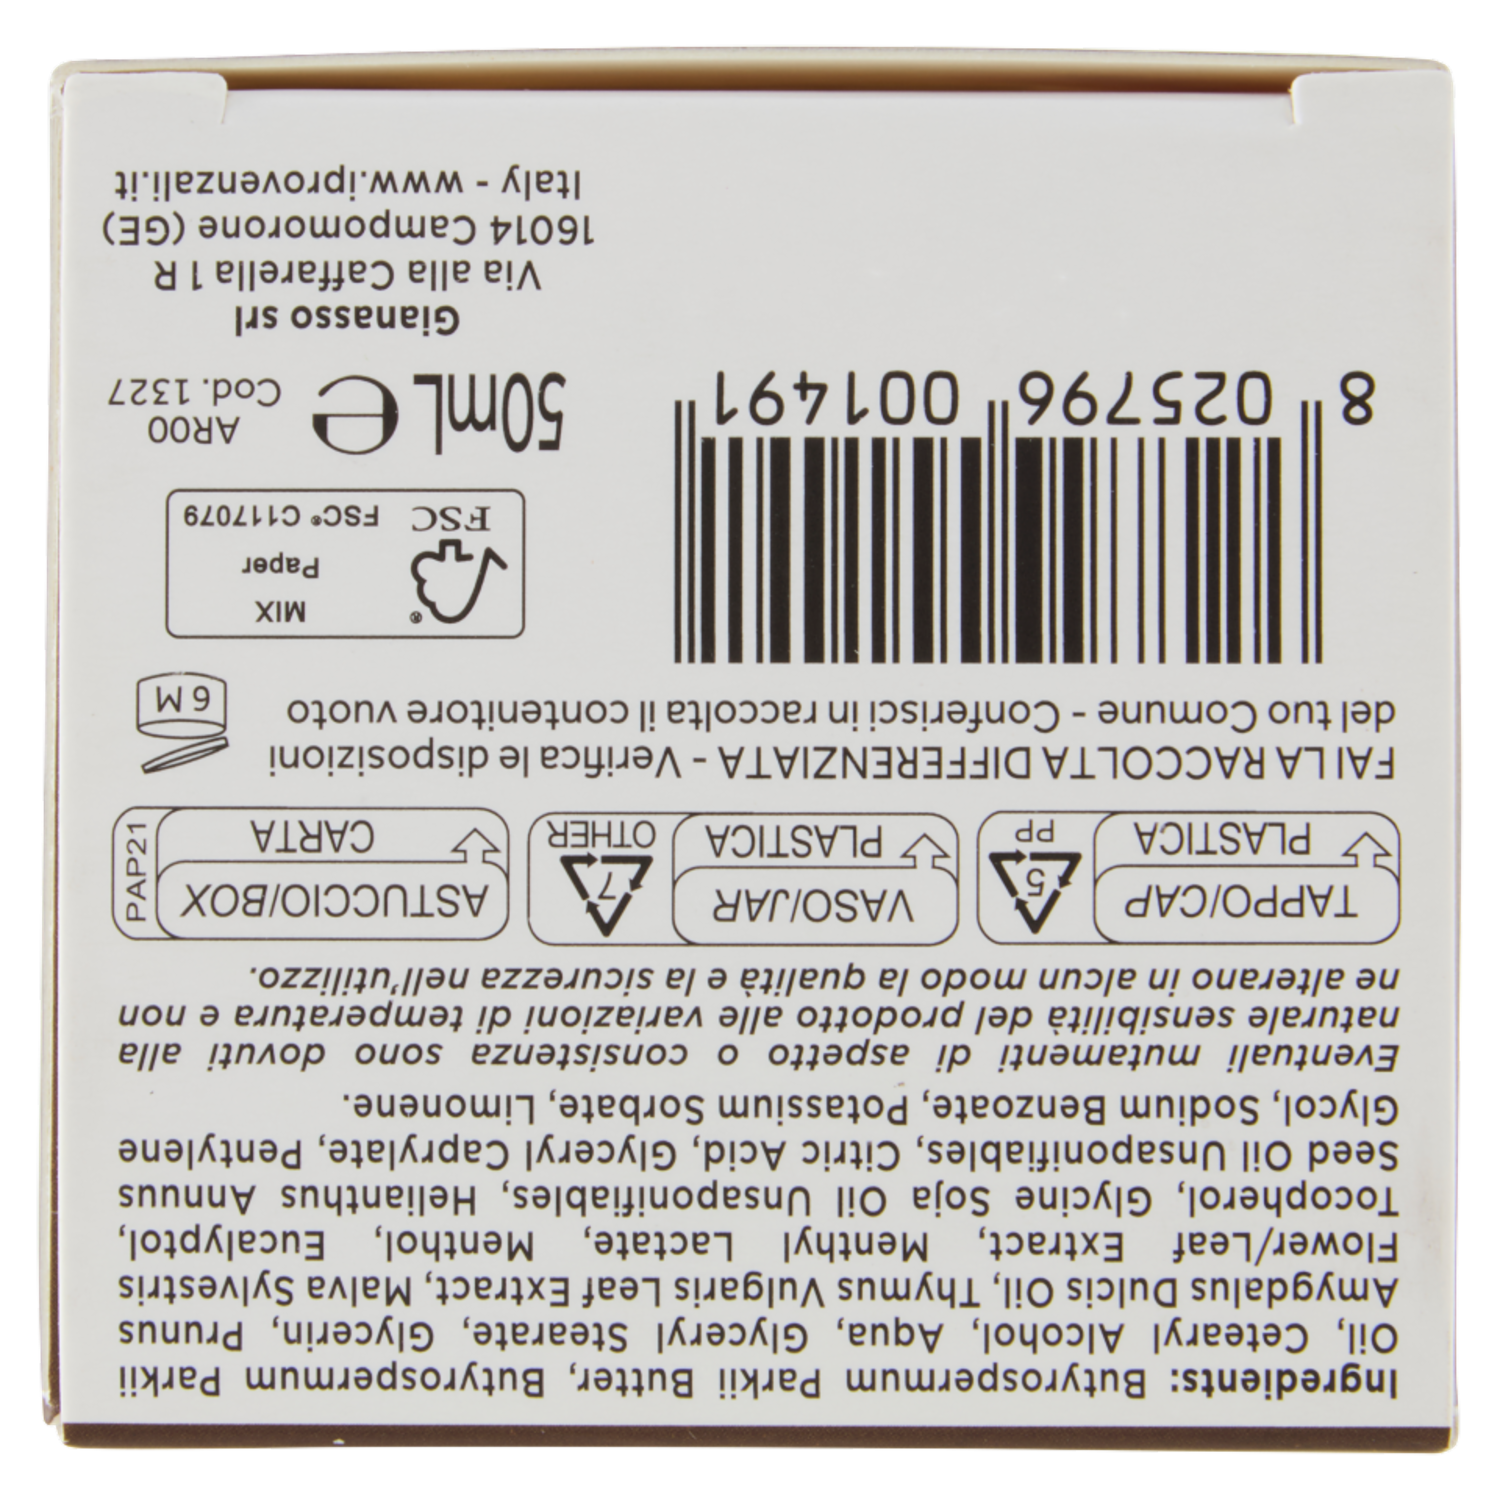 Ingredients: Butyrospermum Parkii Butter, Butyrospermum Parkii
Oil, Cetearyl Alcohol, Aqua, Glyceryl Stearate, Glycerin, Prunus
Amygdalus Dulcis Oil, Thymus Vulgaris Leaf Extract, Malva Sylvestris
Flower/Leaf Extract, Menthyl Lactate, Menthol, Eucalyptol,
Tocopherol, Glycine Soja Oil Unsaponifiables, Helianthus Annuus
Seed Oil Unsaponifiables, Citric Acid, Glyceryl Caprylate, Pentylene
Glycol, Sodium Benzoate, Potassium Sorbate, Limonene.
Eventuali mutamenti di aspetto o consistenza sono dovuti alla
naturale sensibilità del prodotto alle variazioni di temperatura e non
ne alterano in alcun modo la qualità e la sicurezza nell'utilizzo.
TAPPO/CAP
PLASTICA
5
PP
VASO/JAR
PLASTICA
7
OTHER
ASTUCCIO/BOX
CARTA
PAP21
FAI LA RACCOLTA DIFFERENZIATA - Verifica le disposizioni
del tuo Comune - Conferisci in raccolta il contenitore vuoto
6 M
8 025796 001491
®
FSC
MIX
Paper
FSC® C117079
50mL e
AR00
Cod. 1327
Gianasso srl
Via alla Caffarella 1 R
16014 Campomorone (GE)
Italy - www.iprovenzali.it